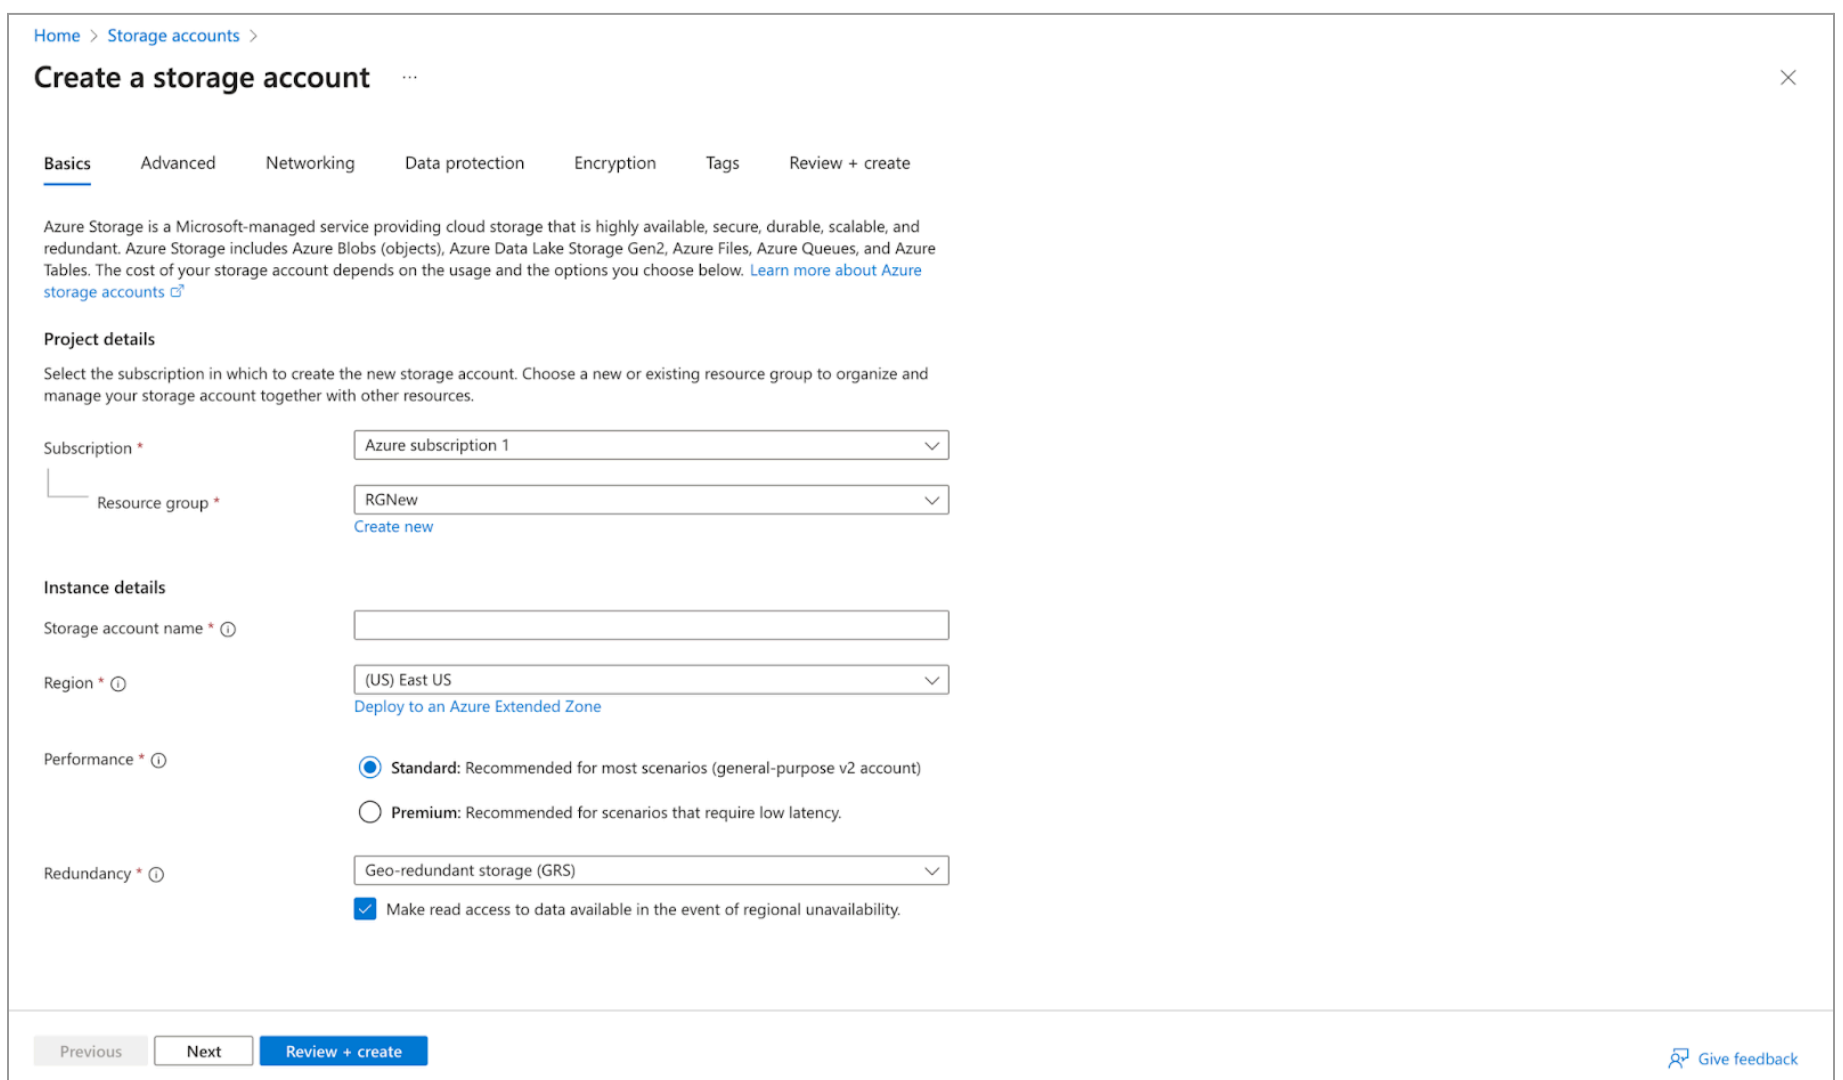 Home > Storage accounts >
Create a storage account ...
Basics Advanced Networking Data protection Encryption Tags Review + create
Azure Storage is a Microsoft-managed service providing cloud storage that is highly available, secure, durable, scalable, and
redundant. Azure Storage includes Azure Blobs (objects), Azure Data Lake Storage Gen2, Azure Files, Azure Queues, and Azure
Tables. The cost of your storage account depends on the usage and the options you choose below. Learn more about Azure
storage accounts
Project details
Select the subscription in which to create the new storage account. Choose a new or existing resource group to organize and
manage your storage account together with other resources.
Subscription * Azure subscription 1
Resource group * RGNew
Create new
Instance details
Storage account name *
Region * (US) East US
Deploy to an Azure Extended Zone
Performance * Standard: Recommended for most scenarios (general-purpose v2 account)
Premium: Recommended for scenarios that require low latency.
Redundancy * Geo-redundant storage (GRS)
Make read access to data available in the event of regional unavailability.
Previous Next Review + create Give feedback